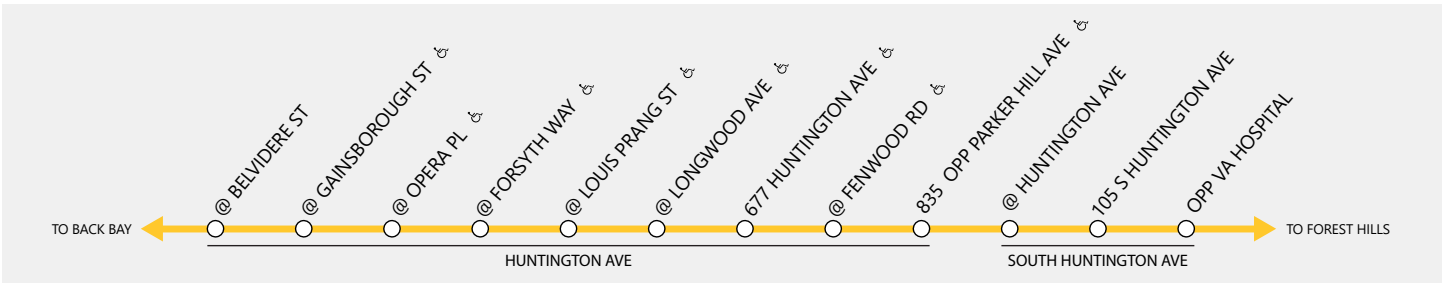 @ BELVIDERE ST
@ GAINSBOROUGH ST
@ OPERA PL
@ FORSYTH WAY
@ LOUIS PRANG ST
@ LONGWOOD AVE
677 HUNTINGTON AVE
@ FENWOOD RD
835 OPP PARKER HILL AVE
@ HUNTINGTON AVE
105 S HUNTINGTON AVE
OPP VA HOSPITAL
TO BACK BAY
TO FOREST HILLS
HUNTINGTON AVE
SOUTH HUNTINGTON AVE